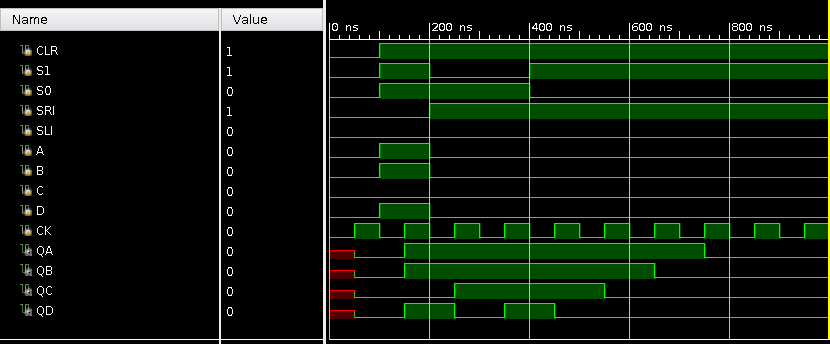 Name Value
0 ns 200 ns 400 ns 600 ns 800 ns
CLR 1
S1 1
S0 0
SRI 1
SLI 0
A 0
B 0
C 0
D 0
CK 0
QA 0
QB 0
QC 0
QD 0